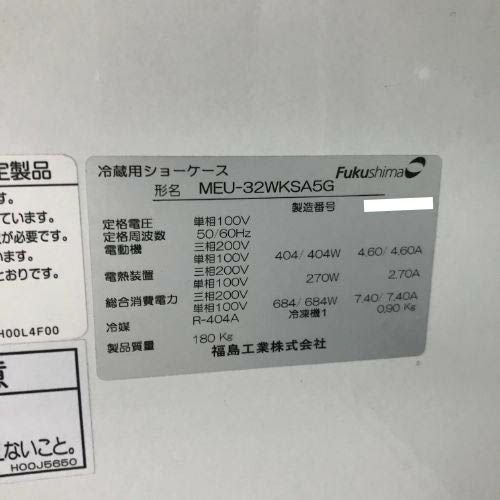 定製品
す。
ています。
が必要です。
います。
とおりです。
H00L4F00
意
えないこと。
H00J5650
冷蔵用ショーケース
Fukushima
形名 MEU-32WKSA5G
製造番号
定格電圧 単相100V
定格周波数 50/60Hz
電動機 三相200V
単相100V 404/404W 4.60/4.60A
電熱装置 三相200V
単相100V 270W 2.70A
総合消費電力 三相200V
単相100V 684/684W 7.40/7.40A
冷媒 R-404A 冷凍機1 0.90 Kg
製品質量 180 Kg
福島工業株式会社